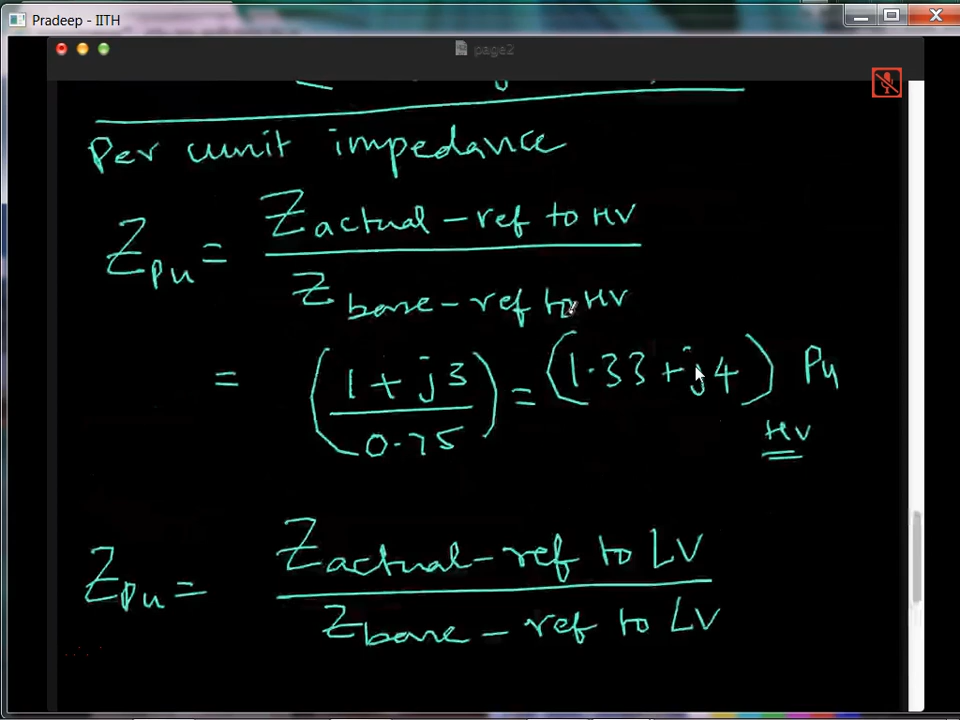 Pradeep - IITH
page2
Per uunit impedance
Zpu = Zactual - ref to HV
Zbase - ref to HV
= (1 + j3 / 0.75) = (1.33 + j4) Pu
HV
Zpu = Zactual - ref to LV
Zbase - ref to LV